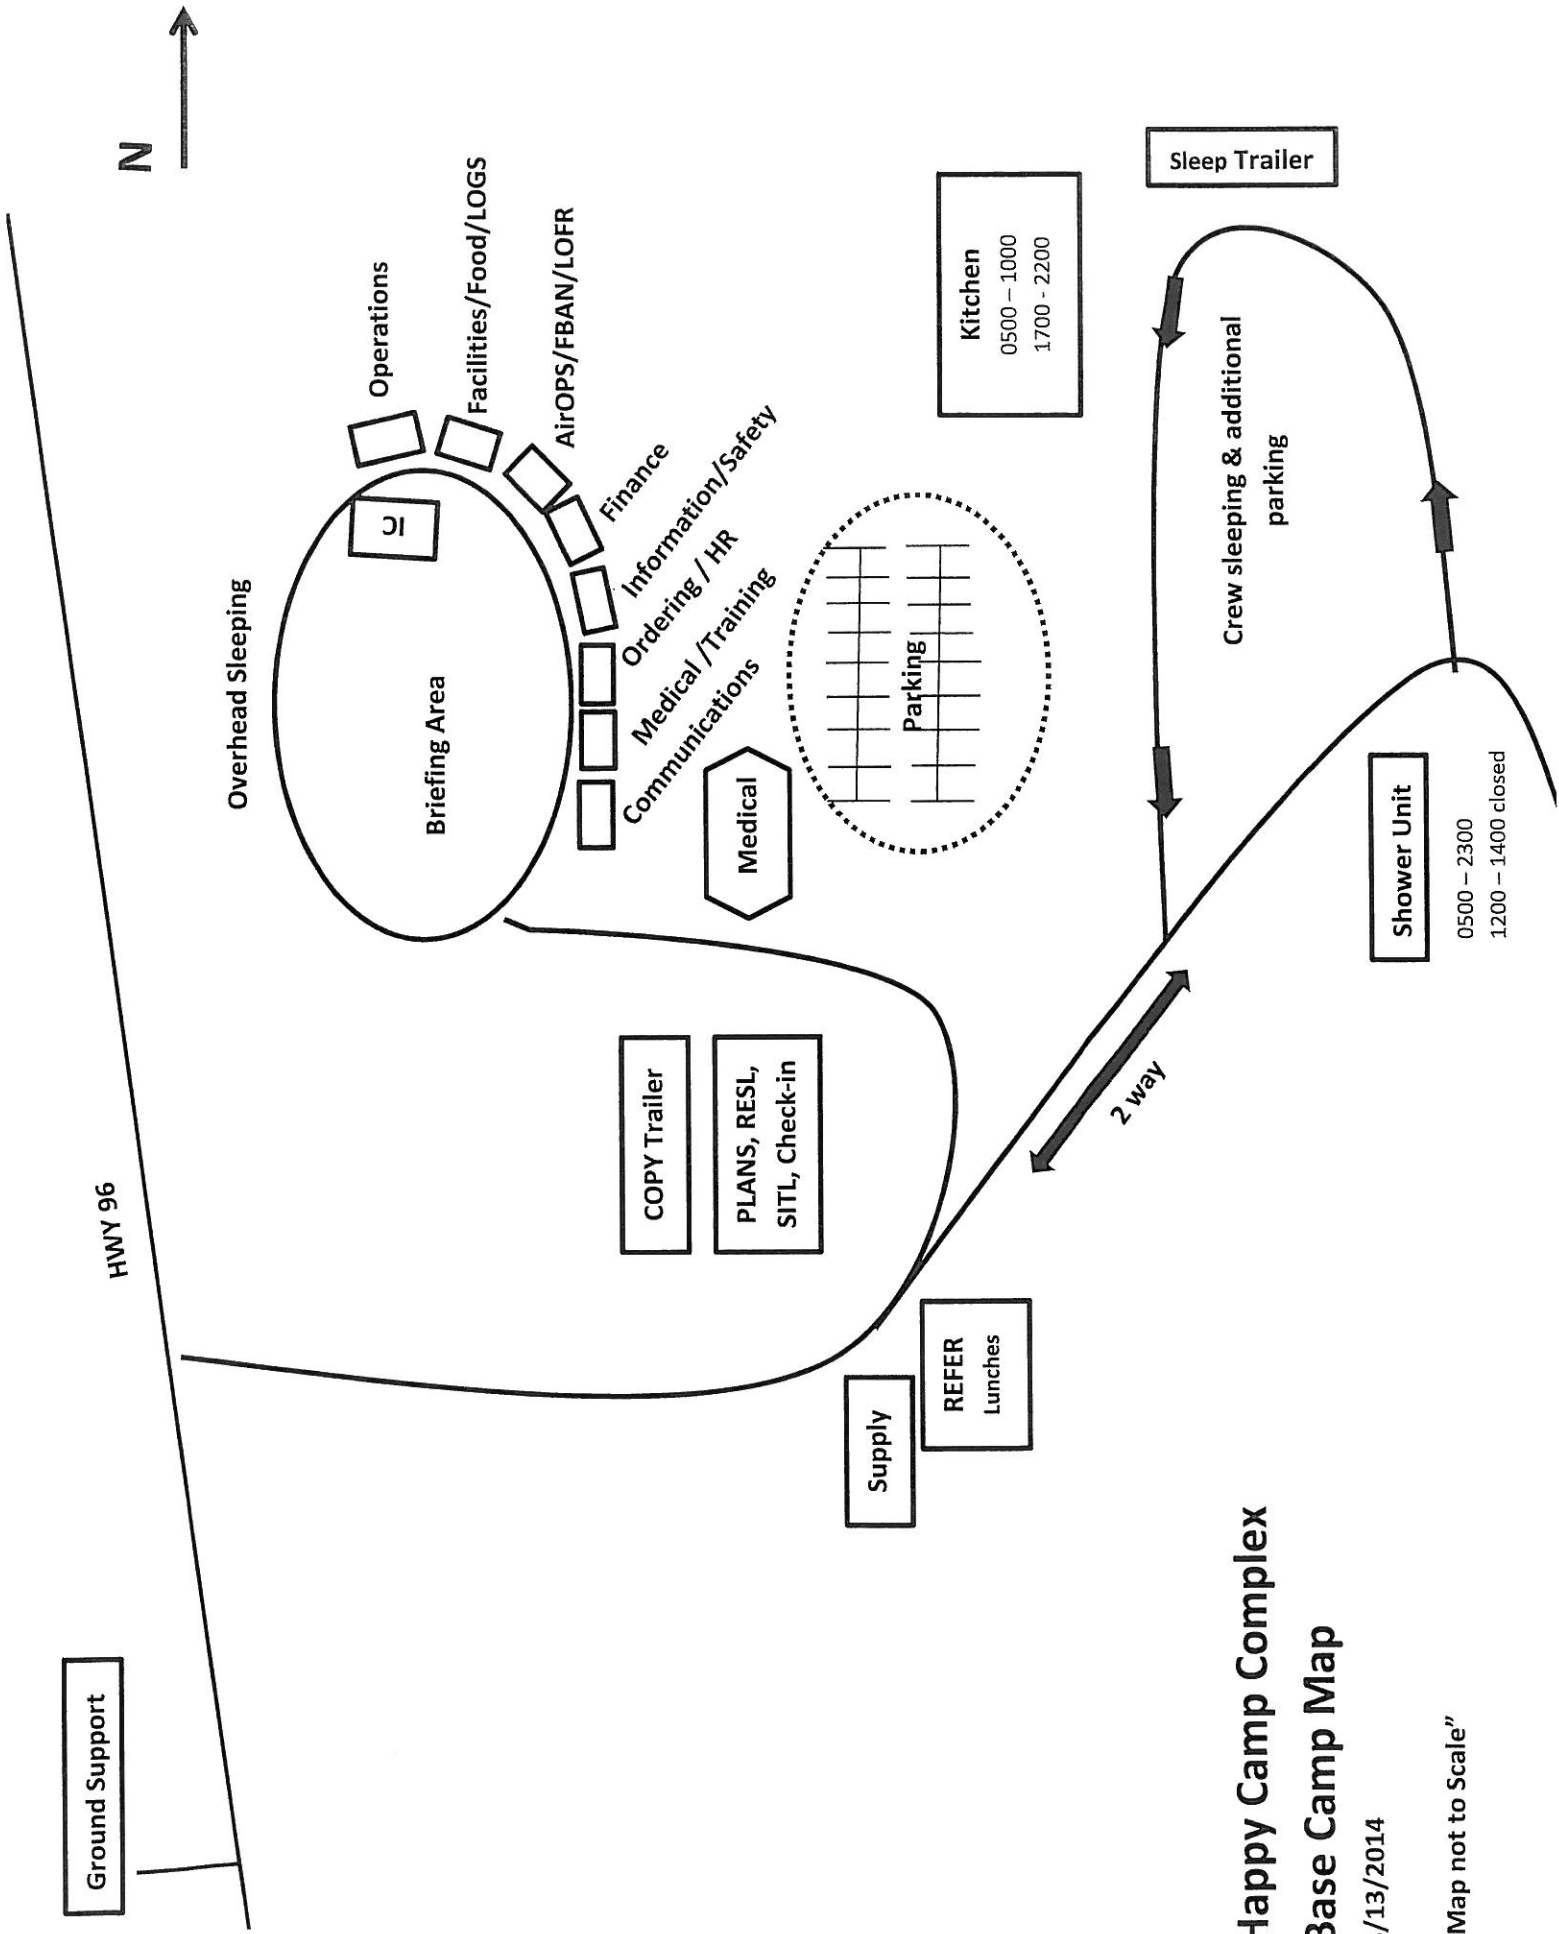 Ground Support
HWY 96
N
Overhead Sleeping
IC
Briefing Area
Operations
Facilities/Food/LOGS
AirOPS/FBAN/LOFR
Finance
Information/Safety
Ordering / HR
Medical /Training
Communications
Medical
COPY Trailer
PLANS, RESL,
SITL, Check-in
Parking
Kitchen
0500 – 1000
1700 - 2200
Supply
REFER
Lunches
2 way
Sleep Trailer
Crew sleeping & additional
parking
Shower Unit
0500 – 2300
1200 – 1400 closed
Happy Camp Complex
Base Camp Map
/13/2014
Map not to Scale”